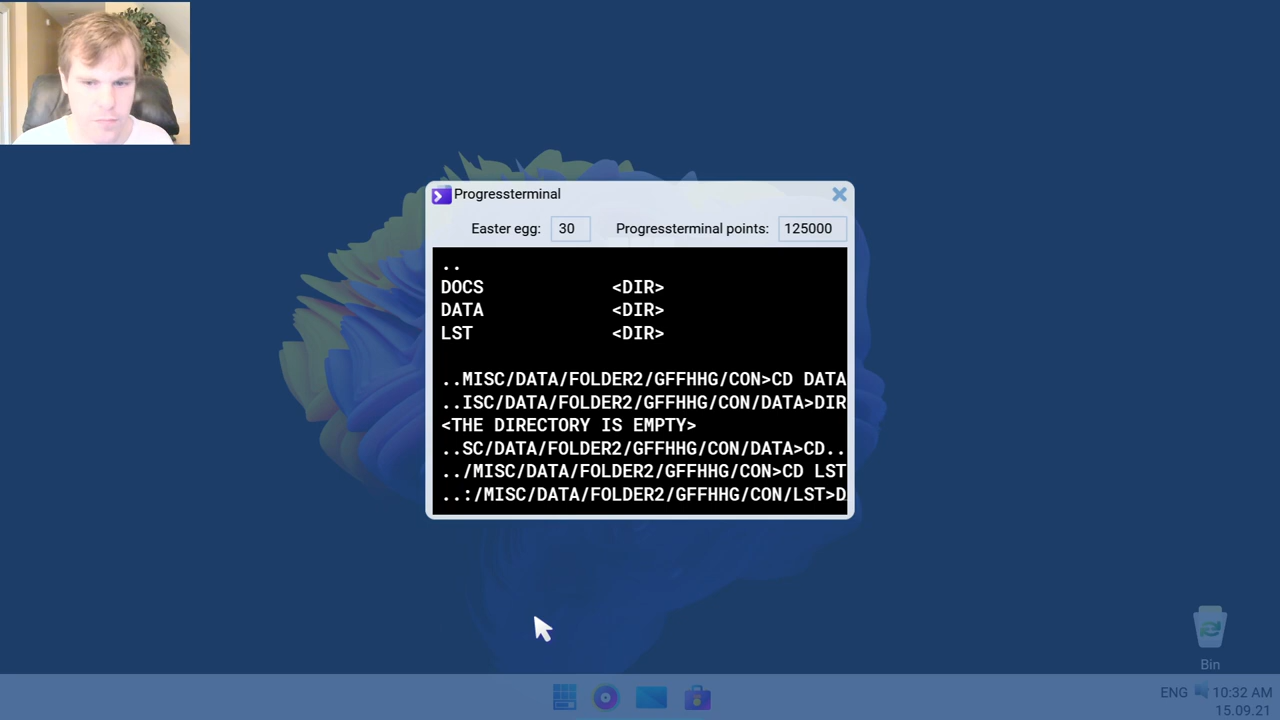 Progressterminal
Easter egg: 30 Progressterminal points: 125000
..
DOCS <DIR>
DATA <DIR>
LST <DIR>
..MISC/DATA/FOLDER2/GFFHHG/CON>CD DATA
..ISC/DATA/FOLDER2/GFFHHG/CON/DATA>DIR
<THE DIRECTORY IS EMPTY>
..SC/DATA/FOLDER2/GFFHHG/CON/DATA>CD..
../MISC/DATA/FOLDER2/GFFHHG/CON>CD LST
..:/MISC/DATA/FOLDER2/GFFHHG/CON/LST>D
Bin
ENG 10:32 AM
15.09.21